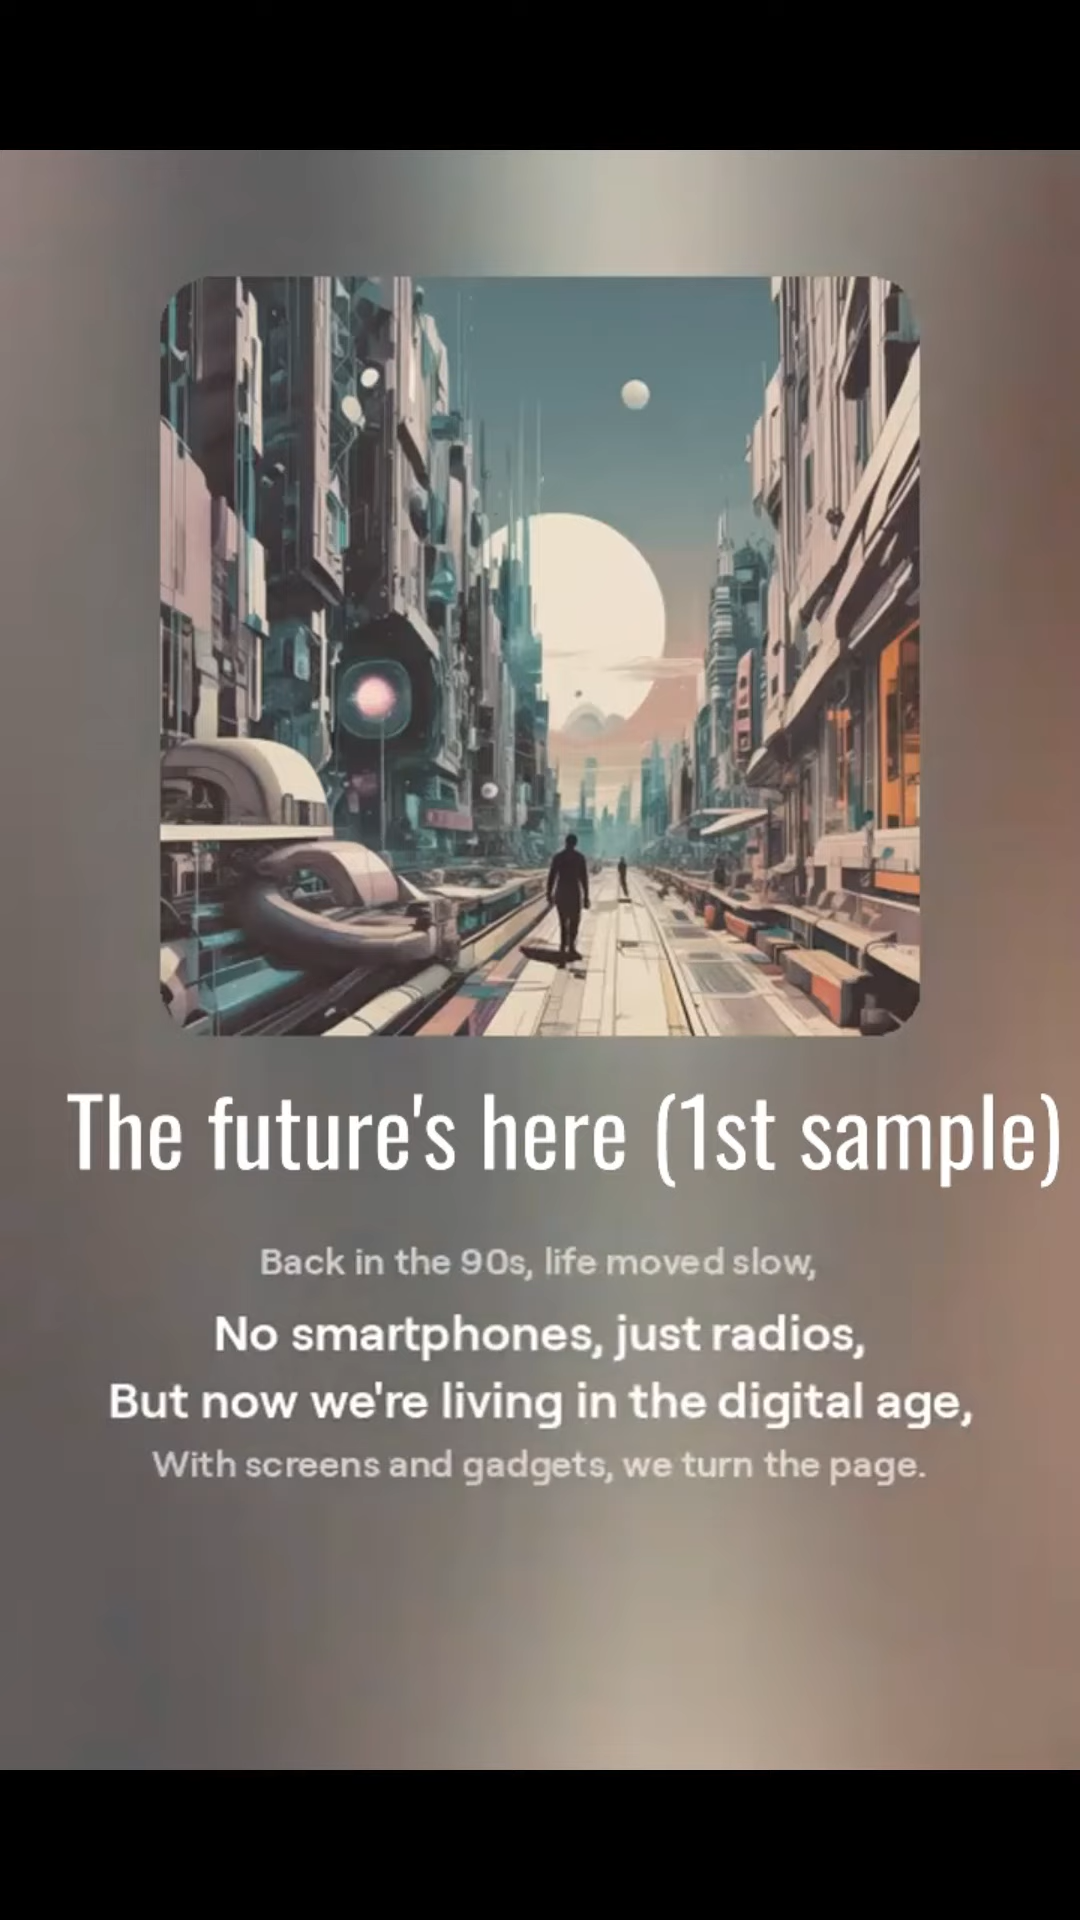 The future's here (1st sample)
Back in the 90s, life moved slow,
No smartphones, just radios,
But now we're living in the digital age,
With screens and gadgets, we turn the page.